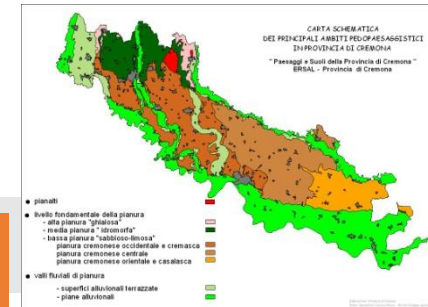 CARTA SCHEMATICA
DEI PRINCIPALI AMBITI PEDOPAESAGGISTICI
IN PROVINCIA DI CREMONA
" Paesaggi e Suoli della Provincia di Cremona "
ERSAL - Provincia di Cremona
• pianalti
• livello fondamentale della pianura
- alta pianura "ghiaiosa"
- media pianura " idromorfa"
- bassa pianura "sabbioso-limosa"
pianura cremonese occidentale e cremasca
pianura cremonese centrale
pianura cremonese orientale e casalasca
• valli fluviali di pianura
- superfici alluvionali terrazzate
- piane alluvionali